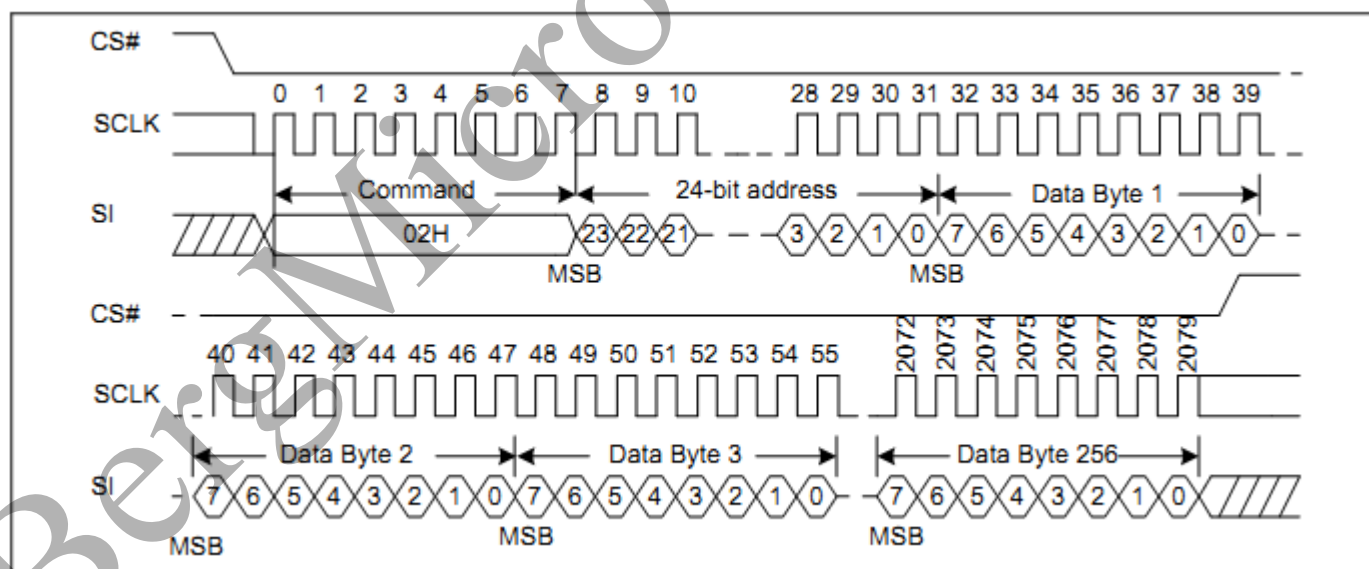 CS#
0 1 2 3 4 5 6 7 8 9 10 28 29 30 31 32 33 34 35 36 37 38 39
SCLK
Command 24-bit address Data Byte 1
SI
02H 23 22 21 3 2 1 0 7 6 5 4 3 2 1 0
MSB MSB
CS#
40 41 42 43 44 45 46 47 48 49 50 51 52 53 54 55 2072 2073 2074 2075 2076 2077 2078 2079
SCLK
Data Byte 2 Data Byte 3 Data Byte 256
SI
7 6 5 4 3 2 1 0 7 6 5 4 3 2 1 0 7 6 5 4 3 2 1 0
MSB MSB MSB
BergMicro